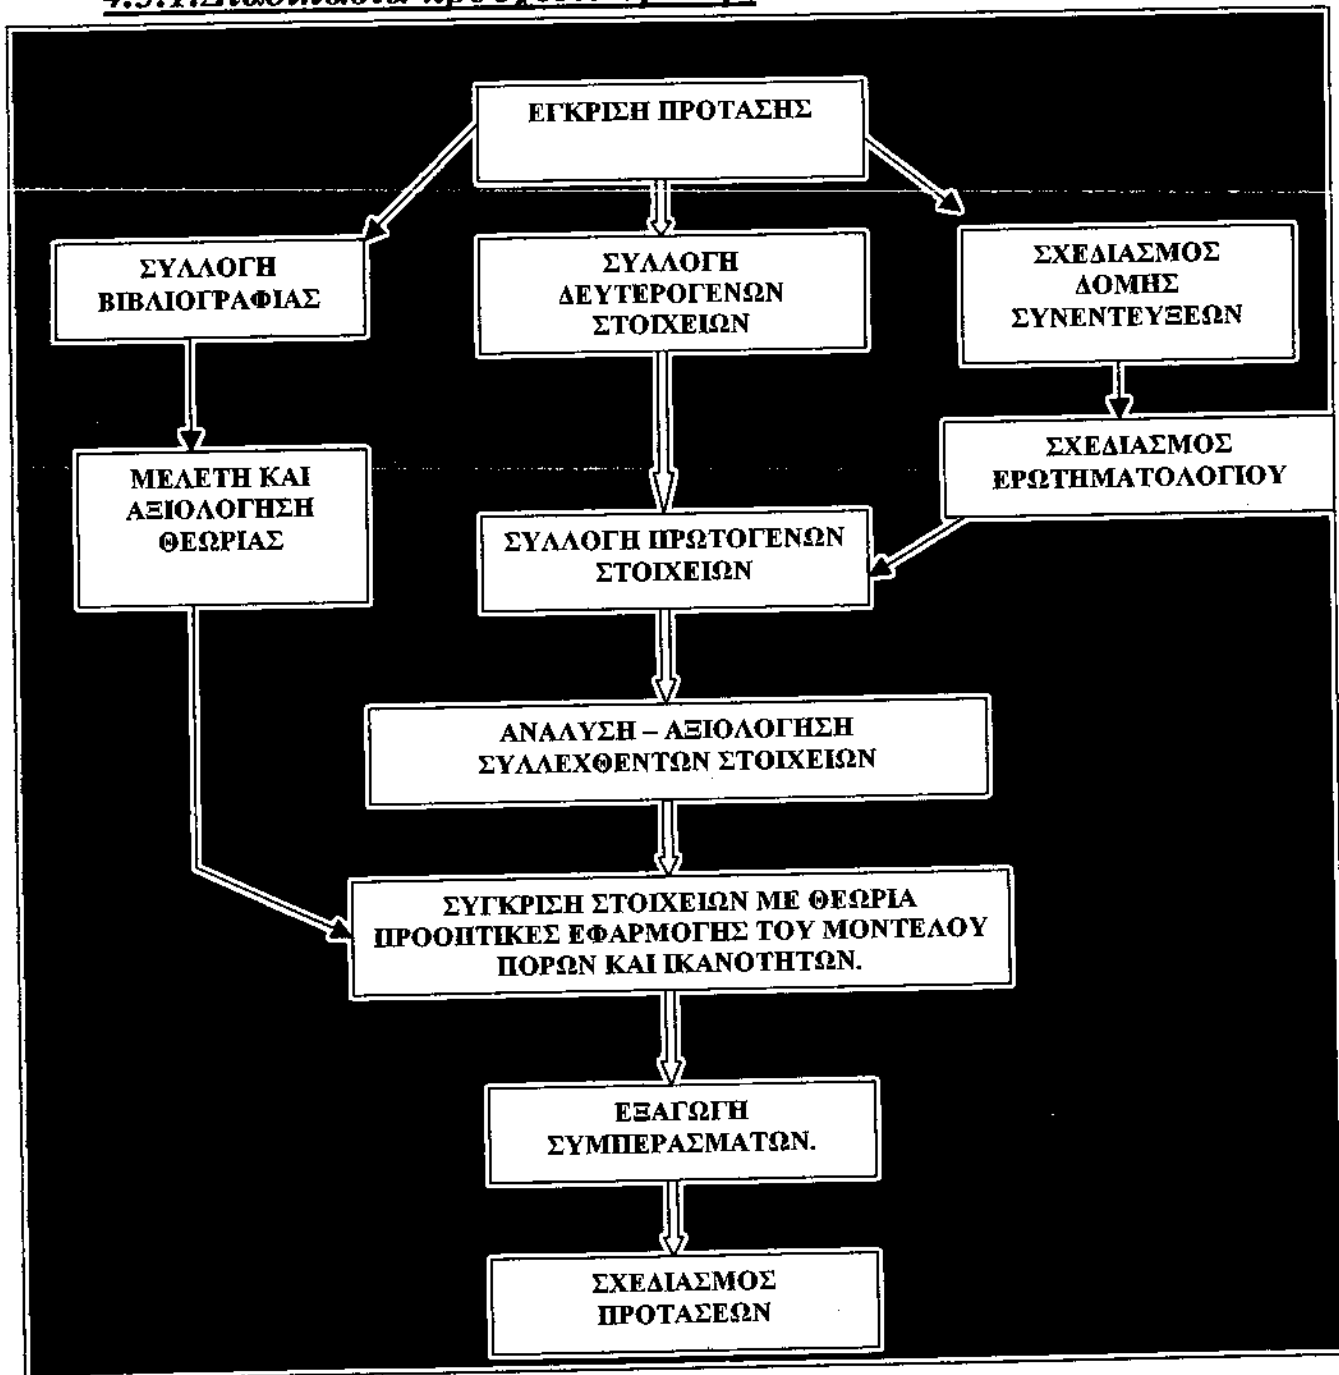 ΕΓΚΡΙΣΗ ΠΡΟΤΑΣΗΣ
ΣΥΛΛΟΓΗ
ΒΙΒΛΙΟΓΡΑΦΙΑΣ
ΣΥΛΛΟΓΗ
ΔΕΥΤΕΡΟΓΕΝΩΝ
ΣΤΟΙΧΕΙΩΝ
ΣΧΕΔΙΑΣΜΟΣ
ΔΟΜΗΣ
ΣΥΝΕΝΤΕΥΞΕΩΝ
ΜΕΛΕΤΗ ΚΑΙ
ΑΞΙΟΛΟΓΗΣΗ
ΘΕΩΡΙΑΣ
ΣΧΕΔΙΑΣΜΟΣ
ΕΡΩΤΗΜΑΤΟΛΟΓΙΟΥ
ΣΥΛΛΟΓΗ ΠΡΩΤΟΓΕΝΩΝ
ΣΤΟΙΧΕΙΩΝ
ΑΝΑΛΥΣΗ – ΑΞΙΟΛΟΓΗΣΗ
ΣΥΛΛΕΧΘΕΝΤΩΝ ΣΤΟΙΧΕΙΩΝ
ΣΥΓΚΡΙΣΗ ΣΤΟΙΧΕΙΩΝ ΜΕ ΘΕΩΡΙΑ
ΠΡΟΟΠΤΙΚΕΣ ΕΦΑΡΜΟΓΗΣ ΤΟΥ ΜΟΝΤΕΛΟΥ
ΠΟΡΩΝ ΚΑΙ ΙΚΑΝΟΤΗΤΩΝ.
ΕΞΑΓΩΓΗ
ΣΥΜΠΕΡΑΣΜΑΤΩΝ.
ΣΧΕΔΙΑΣΜΟΣ
ΠΡΟΤΑΣΕΩΝ